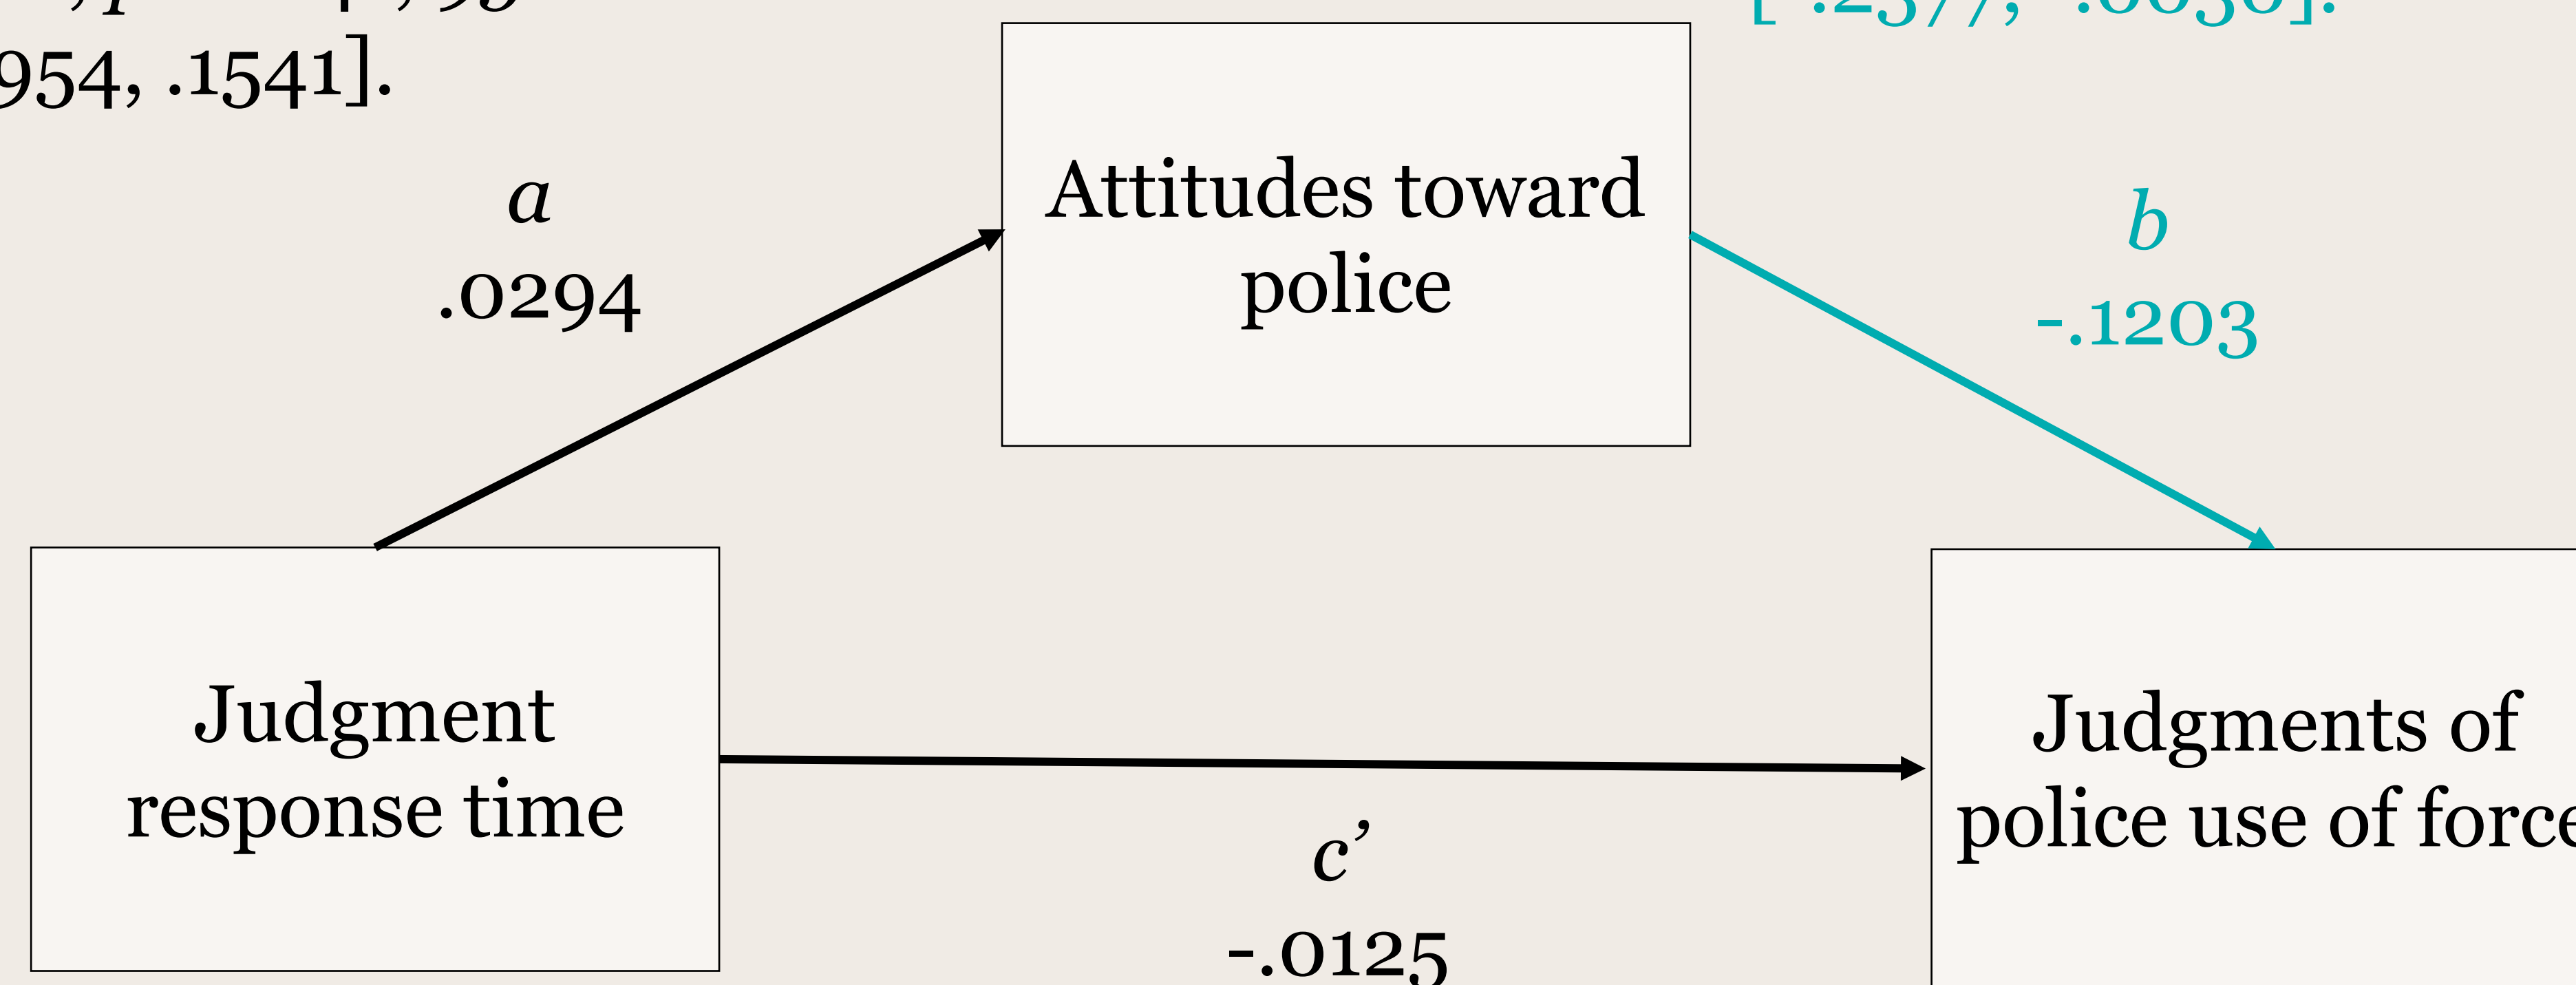 954, .1541].
a
.0294
Attitudes toward
police
b
-.1203
Judgment
response time
c’
-.0125
Judgments of
police use of force